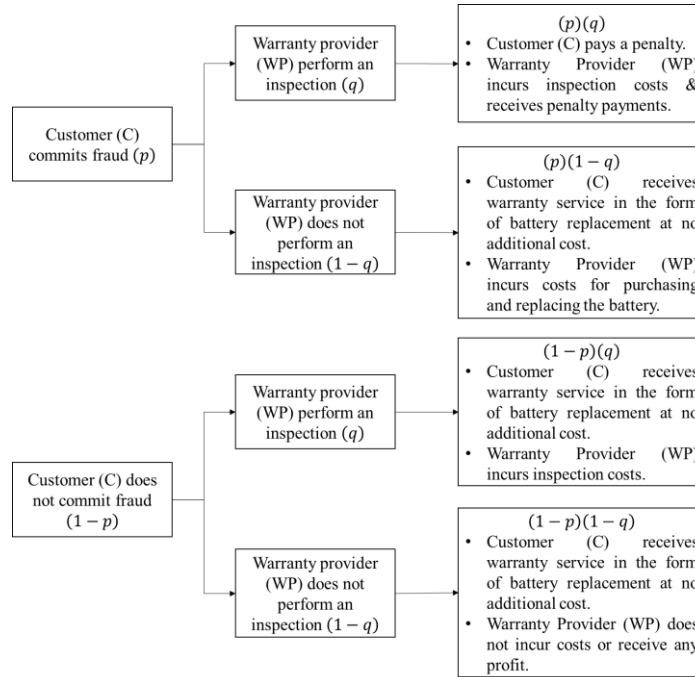 Customer (C)
commits fraud (p)
Warranty provider
(WP) perform an
inspection (q)
(p)(q)
• Customer (C) pays a penalty.
• Warranty Provider (WP)
incurs inspection costs &
receives penalty payments.
Warranty provider
(WP) does not
perform an
inspection (1 − q)
(p)(1 − q)
• Customer (C) receives
warranty service in the form
of battery replacement at no
additional cost.
• Warranty Provider (WP)
incurs costs for purchasing
and replacing the battery.
Customer (C) does
not commit fraud
(1 − p)
Warranty provider
(WP) perform an
inspection (q)
(1 − p)(q)
• Customer (C) receives
warranty service in the form
of battery replacement at no
additional cost.
• Warranty Provider (WP)
incurs inspection costs.
Warranty provider
(WP) does not
perform an
inspection (1 − q)
(1 − p)(1 − q)
• Customer (C) receives
warranty service in the form
of battery replacement at no
additional cost.
• Warranty Provider (WP) does
not incur costs or receive any
profit.